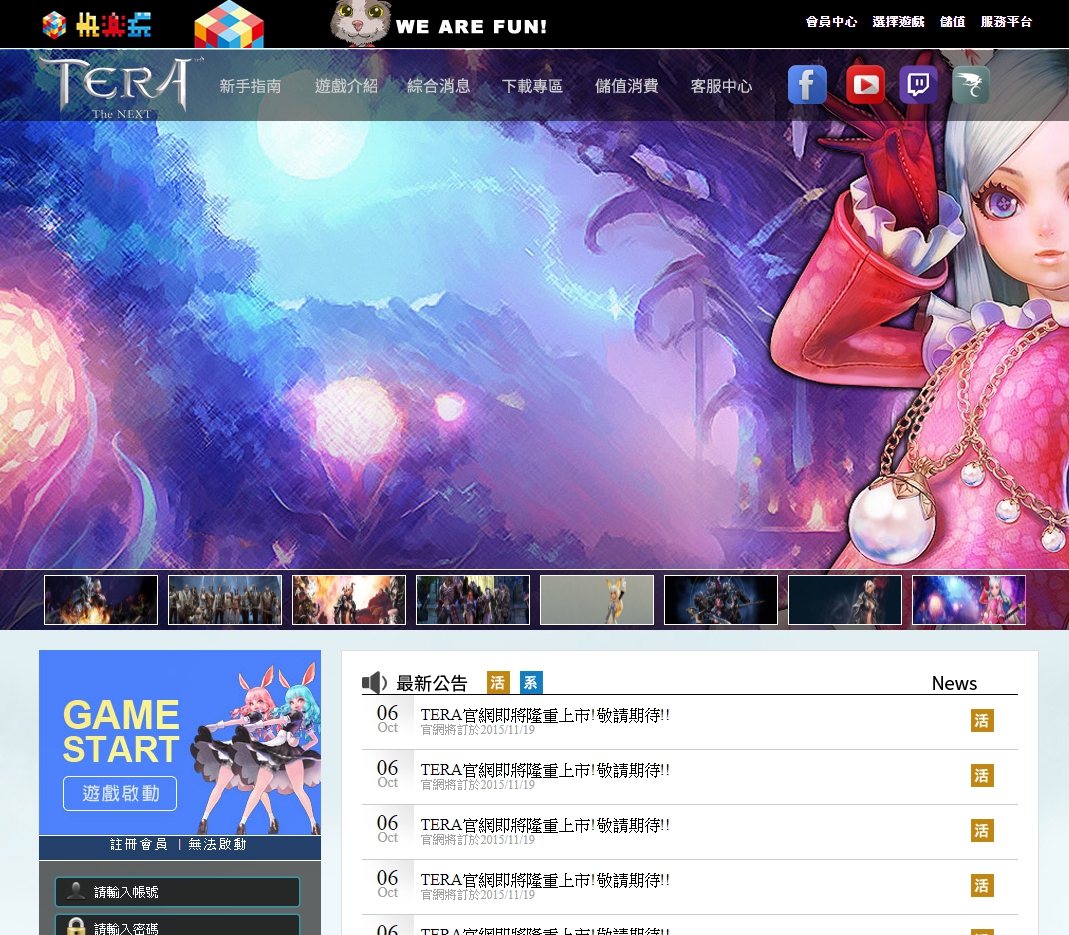 快樂玩
WE ARE FUN!
會員中心 選擇遊戲 儲值 服務平台
TERA
The NEXT
新手指南 遊戲介紹 綜合消息 下載專區 儲值消費 客服中心
GAME
START
遊戲啟動
註冊會員 | 無法啟動
請輸入帳號
請輸入密碼
最新公告 活 系 News
06 TERA官網即將隆重上市!敬請期待!!
Oct 官網將訂於2015/11/19 活
06 TERA官網即將隆重上市!敬請期待!!
Oct 官網將訂於2015/11/19 活
06 TERA官網即將隆重上市!敬請期待!!
Oct 官網將訂於2015/11/19 活
06 TERA官網即將隆重上市!敬請期待!!
Oct 官網將訂於2015/11/19 活
06 TERA官網即將隆重上市!敬請期待!!